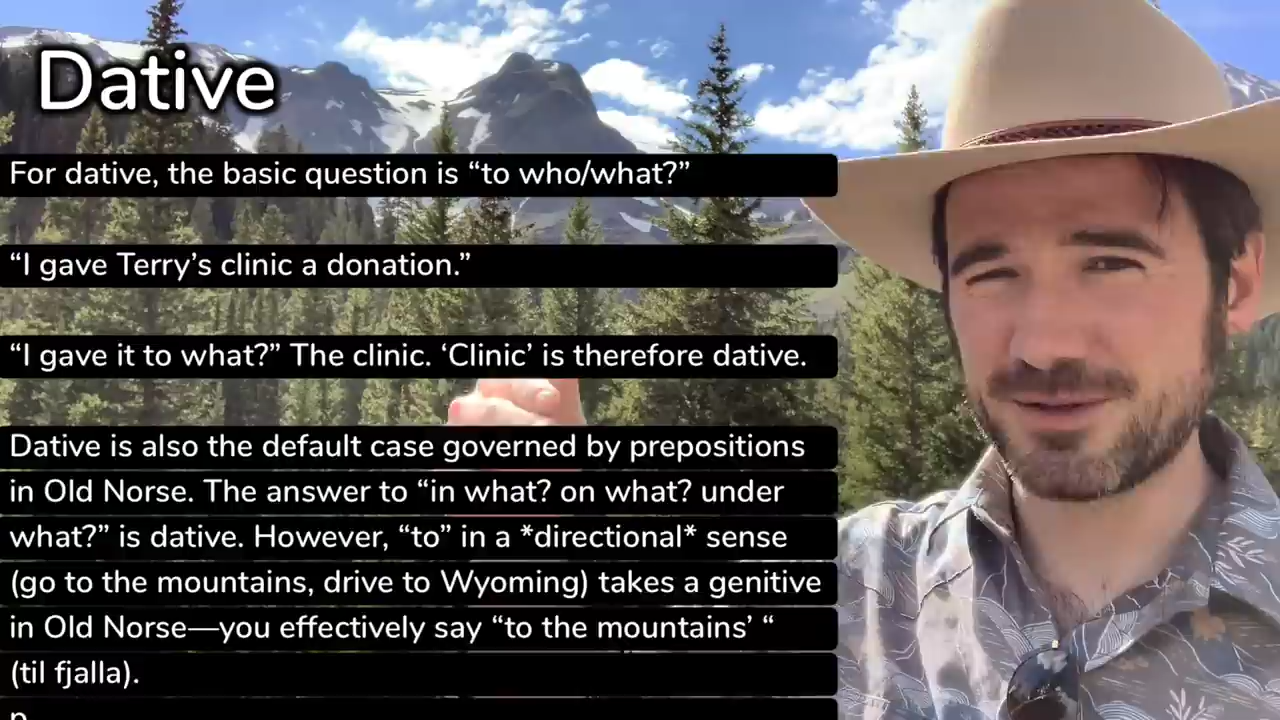 Dative
For dative, the basic question is “to who/what?”
“I gave Terry’s clinic a donation.”
“I gave it to what?” The clinic. ‘Clinic’ is therefore dative.
Dative is also the default case governed by prepositions
in Old Norse. The answer to “in what? on what? under
what?” is dative. However, “to” in a *directional* sense
(go to the mountains, drive to Wyoming) takes a genitive
in Old Norse—you effectively say “to the mountains’ “
(til fjalla).